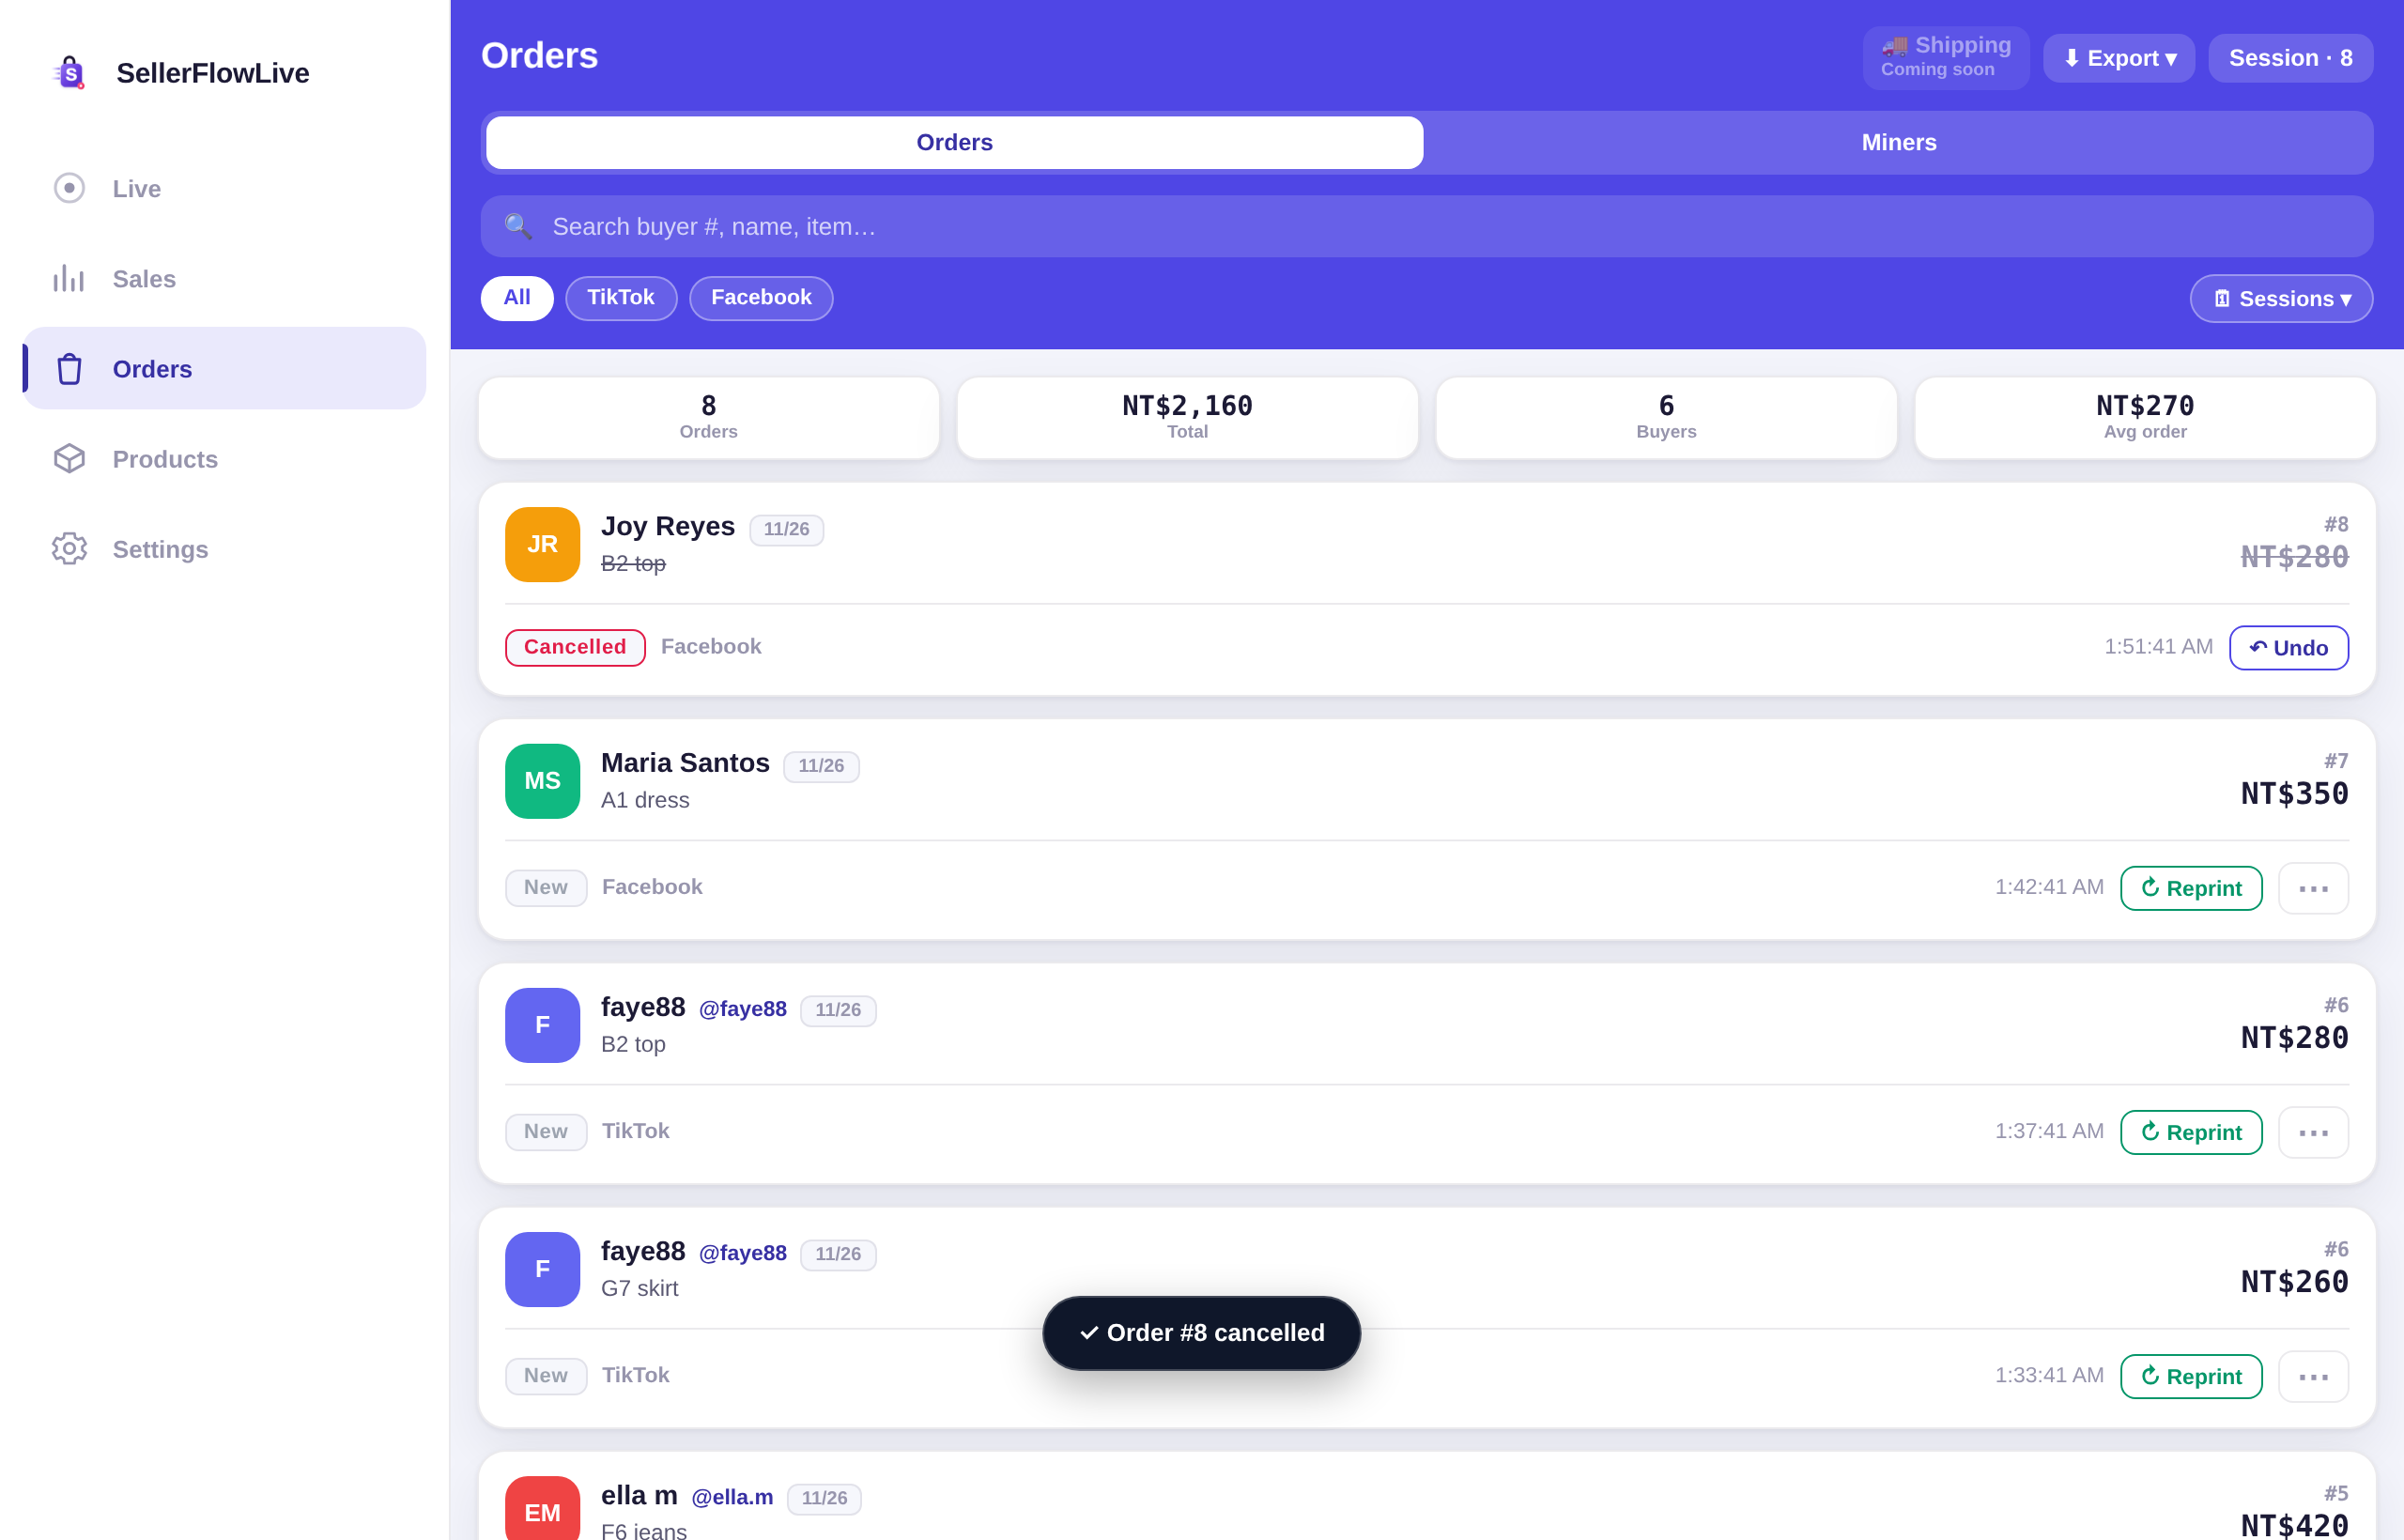 SellerFlowLive
Live
Sales
Orders
Products
Settings
Orders
🚚 Shipping
Coming soon
⬇ Export ▾
Session · 8
Orders
Miners
🔍 Search buyer #, name, item…
All
TikTok
Facebook
🗓 Sessions ▾
8
Orders
NT$2,160
Total
6
Buyers
NT$270
Avg order
JR
Joy Reyes 11/26
B2 top
#8
NT$280
Cancelled Facebook
1:51:41 AM
↶ Undo
MS
Maria Santos 11/26
A1 dress
#7
NT$350
New Facebook
1:42:41 AM
↻ Reprint
⋯
F
faye88 @faye88 11/26
B2 top
#6
NT$280
New TikTok
1:37:41 AM
↻ Reprint
⋯
F
faye88 @faye88 11/26
G7 skirt
#6
NT$260
✓ Order #8 cancelled
New TikTok
1:33:41 AM
↻ Reprint
⋯
EM
ella m @ella.m 11/26
F6 jeans
#5
NT$420